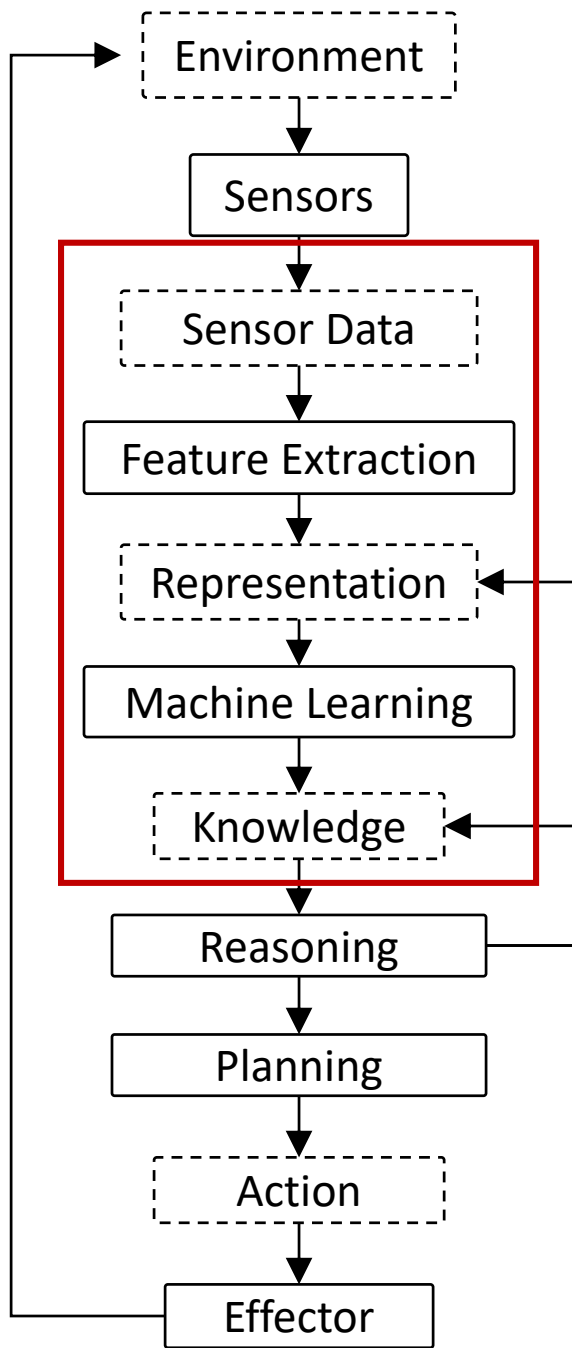 Environment
Sensors
Sensor Data
Feature Extraction
Representation
Machine Learning
Knowledge
Reasoning
Planning
Action
Effector